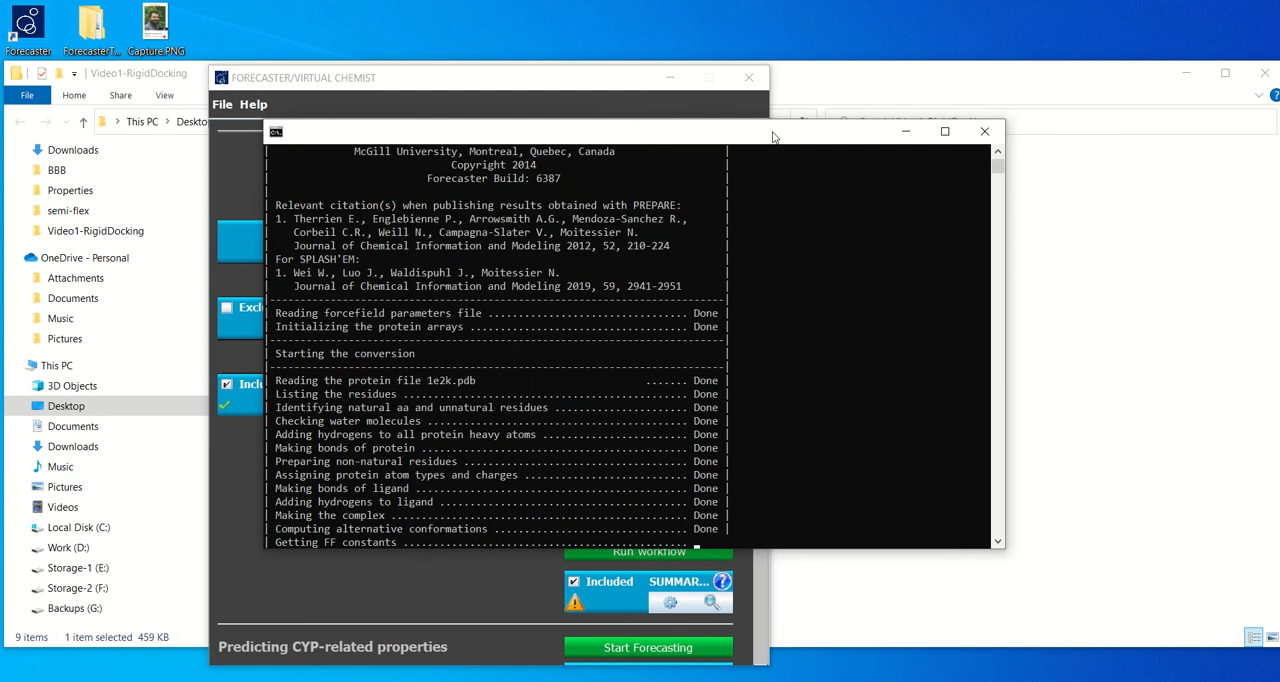 Forecaster
ForecasterT...
Capture.PNG
Video1-RigidDocking
File
Home
Share
View
This PC
Deskto
Downloads
BBB
Properties
semi-flex
Video1-RigidDocking
OneDrive - Personal
Attachments
Documents
Music
Pictures
This PC
3D Objects
Desktop
Documents
Downloads
Music
Pictures
Videos
Local Disk (C:)
Work (D:)
Storage-1 (E:)
Storage-2 (F:)
Backups (G:)
9 items
1 item selected 459 KB
FORECASTER/VIRTUAL CHEMIST
File Help
Exclu
Inclu
McGill University, Montreal, Quebec, Canada
Copyright 2014
Forecaster Build: 6387
Relevant citation(s) when publishing results obtained with PREPARE:
1. Therrien E., Englebienne P., Arrowsmith A.G., Mendoza-Sanchez R.,
Corbeil C.R., Weill N., Campagna-Slater V., Moitessier N.
Journal of Chemical Information and Modeling 2012, 52, 210-224
For SPLASH'EM:
1. Wei W., Luo J., Waldispuhl J., Moitessier N.
Journal of Chemical Information and Modeling 2019, 59, 2941-2951
Reading forcefield parameters file ................................. Done
Initializing the protein arrays .................................... Done
Starting the conversion
Reading the protein file 1e2k.pdb ....... Done
Listing the residues ............................................... Done
Identifying natural aa and unnatural residues ...................... Done
Checking water molecules ........................................... Done
Adding hydrogens to all protein heavy atoms ........................ Done
Making bonds of protein ............................................ Done
Preparing non-natural residues ..................................... Done
Assigning protein atom types and charges ........................... Done
Making bonds of ligand ............................................. Done
Adding hydrogens to ligand ......................................... Done
Making the complex ................................................. Done
Computing alternative conformations ................................ Done
Getting FF constants ...............................................
Run Workflow
Included SUMMAR...
Predicting CYP-related properties
Start Forecasting